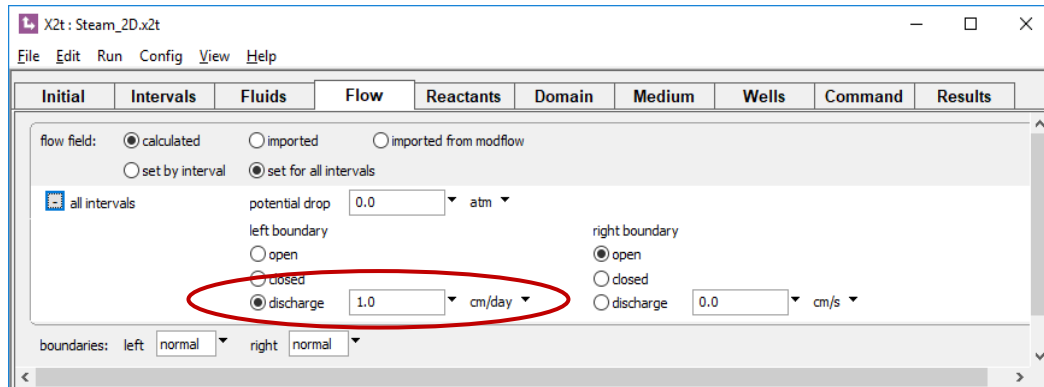 X2t : Steam_2D.x2t
File Edit Run Config View Help
Initial Intervals Fluids Flow Reactants Domain Medium Wells Command Results
flow field: calculated imported imported from modflow
set by interval set for all intervals
- all intervals potential drop 0.0 atm
left boundary right boundary
open open
closed closed
discharge 1.0 cm/day discharge 0.0 cm/s
boundaries: left normal right normal